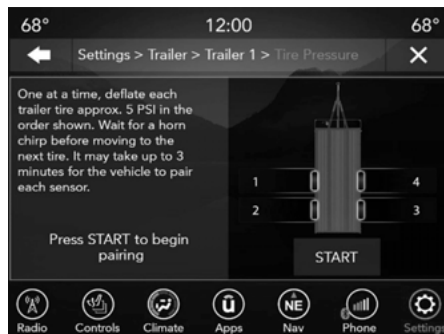 68° 12:00 68°
Settings > Trailer > Trailer 1 > Tire Pressure
One at a time, deflate each
trailer tire approx. 5 PSI in the
order shown. Wait for a horn
chirp before moving to the
next tire. It may take up to 3
minutes for the vehicle to pair
each sensor.
Press START to begin
pairing
1 4
2 3
START
û NE
Radio Controls Climate Apps Nav Phone Settings